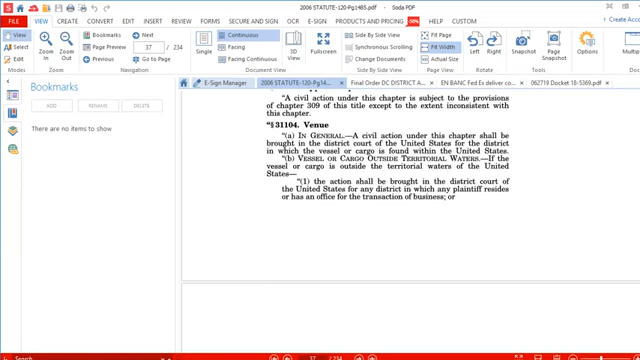 2006 STATUTE-120-Pg1485.pdf - Soda PDF
FILE VIEW CREATE AND CONVERT EDIT INSERT REVIEW FORMS SECURE AND SIGN OCR E-SIGN PRODUCTS AND PRICING -50% HELP CUSTOM
View
Select
Edit
Zoom In
Zoom Out
Zoom
Bookmarks
Page Preview
Modes
Next
37 / 234
Go to Page
Move
Single
Continuous
Facing
Continuous Facing
Document View
Side By Side View
Synchronous Scrolling
Change Documents
Side By Side
Fit Page
Fit Width
Actual Size
Fit
Left
Right
Rotate
Options
Multimedia
3D
E-Sign Manager 2006 STATUTE-120-Pg14... Final Order DC DISTRICT A... EN BANC Fed Ex deliver co... 062719 Docket 18-5369.pdf
Bookmarks
ADD RENAME DELETE
There are no items to show
"A civil action under this chapter is subject to the provisions
of chapter 309 of this title except to the extent inconsistent with
this chapter.
"§ 31104. Venue
"(a) IN GENERAL.—A civil action under this chapter shall be
brought in the district court of the United States for the district
in which the vessel or cargo is found within the United States.
"(b) VESSEL OR CARGO OUTSIDE TERRITORIAL WATERS.—If the
vessel or cargo is outside the territorial waters of the United
States—
"(1) the action shall be brought in the district court of
the United States for any district in which any plaintiff resides
or has an office for the transaction of business; or
Search
37 / 234